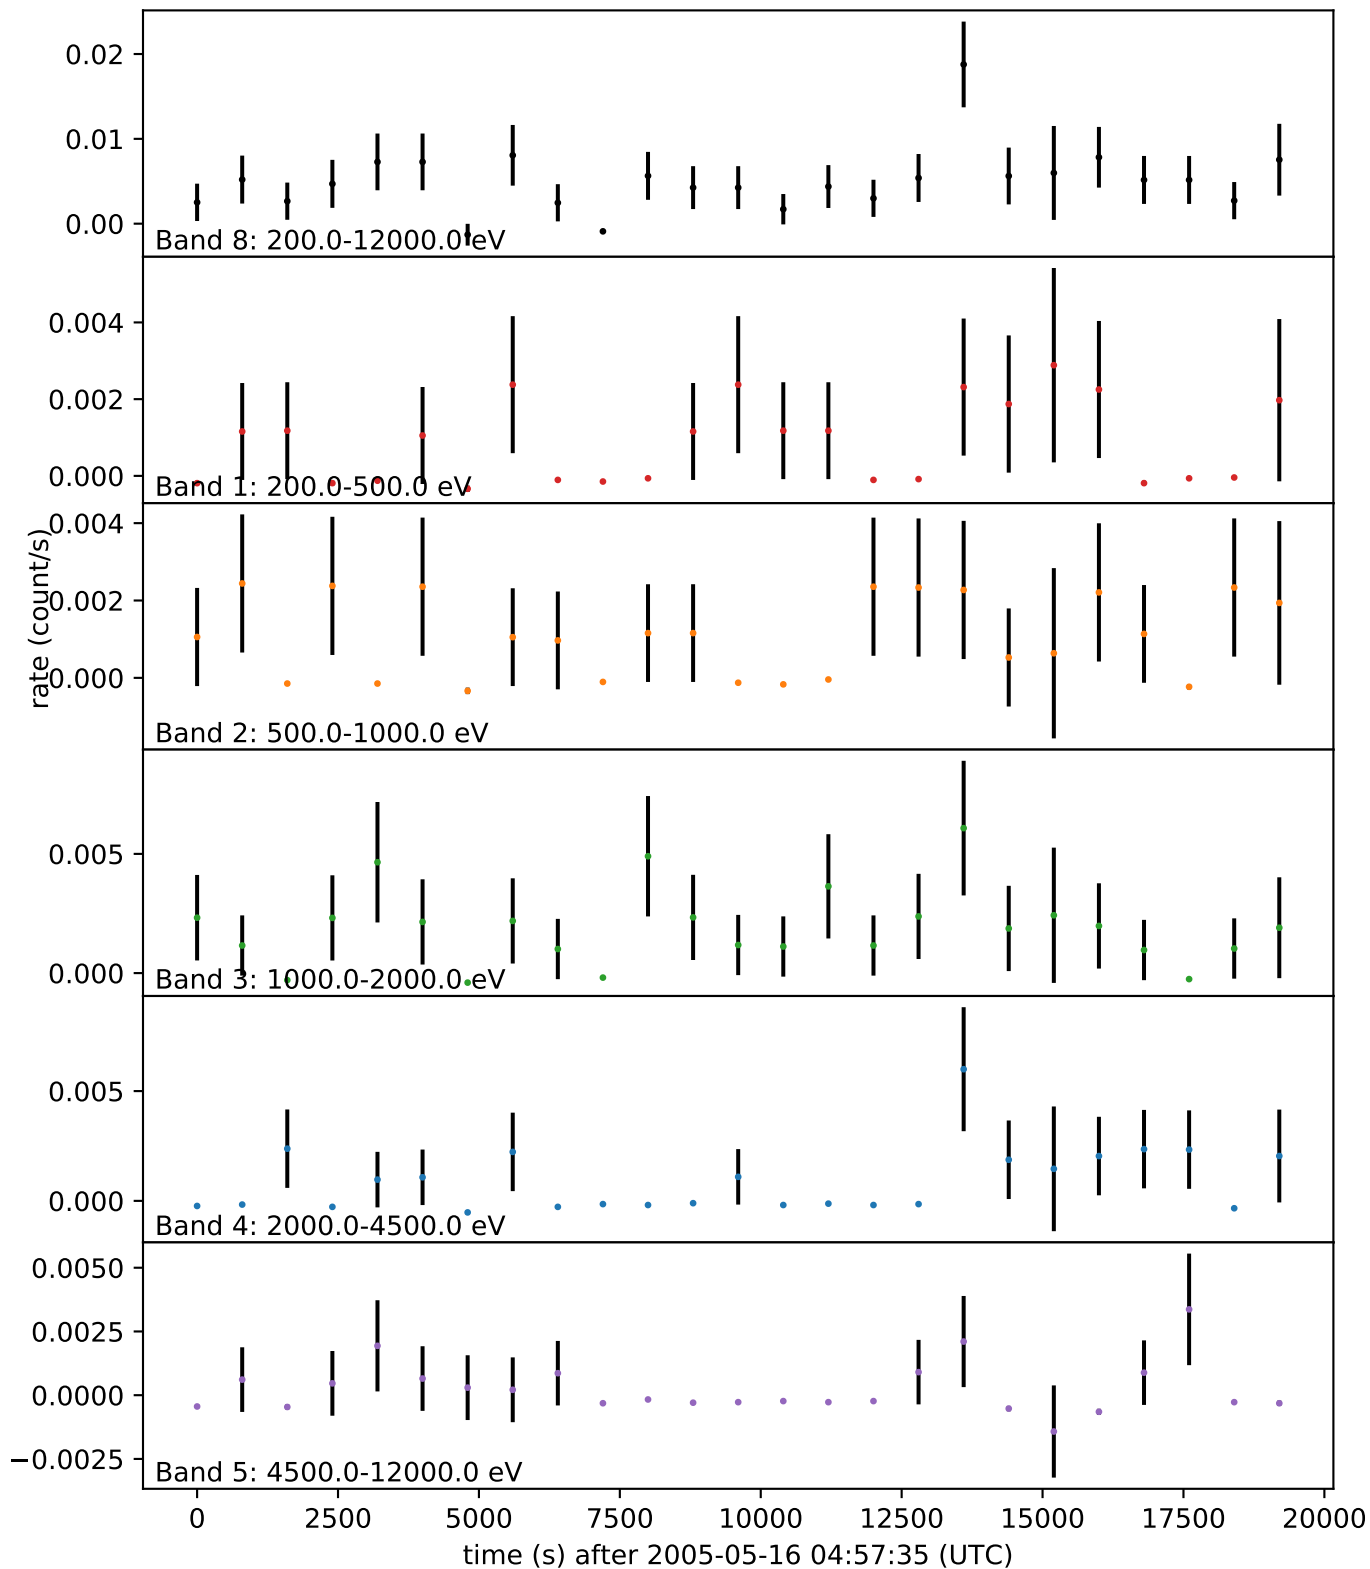 0.02
0.01
0.00
Band 8: 200.0-12000.0 eV
0.004
0.002
0.000
Band 1: 200.0-500.0 eV
rate (count/s)
0.004
0.002
0.000
Band 2: 500.0-1000.0 eV
0.005
0.000
Band 3: 1000.0-2000.0 eV
0.005
0.000
Band 4: 2000.0-4500.0 eV
0.0050
0.0025
0.0000
−0.0025
Band 5: 4500.0-12000.0 eV
0 2500 5000 7500 10000 12500 15000 17500 20000
time (s) after 2005-05-16 04:57:35 (UTC)